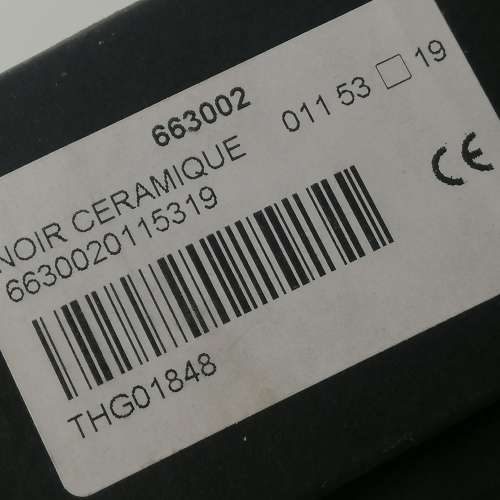 663002
NOIR CERAMIQUE 011 53 □ 19
6630020115319
CE
THG01848